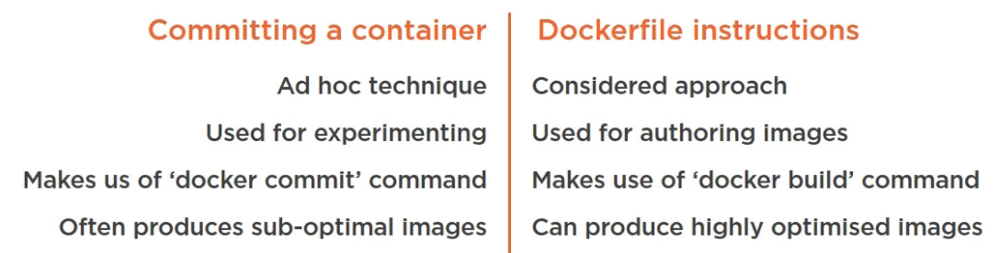 Committing a container
Ad hoc technique
Used for experimenting
Makes us of ‘docker commit’ command
Often produces sub-optimal images
Dockerfile instructions
Considered approach
Used for authoring images
Makes use of ‘docker build’ command
Can produce highly optimised images